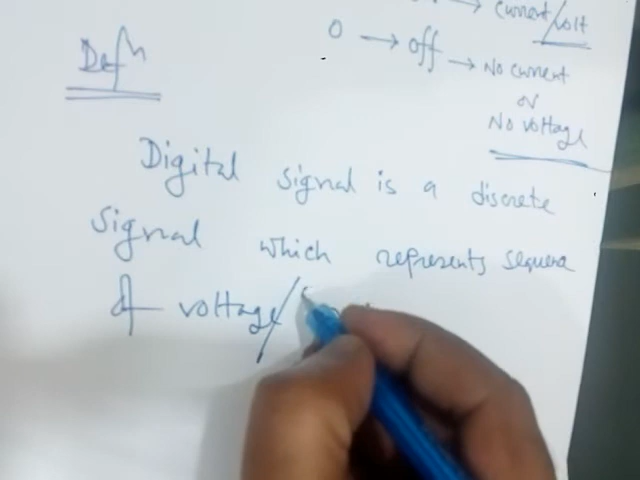 → Current/volt
0 → off → No current
or
No voltage
Defn
Digital signal is a discrete
signal which represents sequence
of voltage/